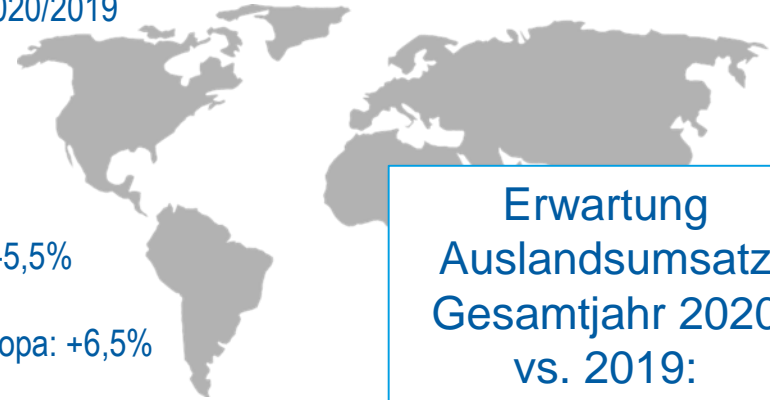 020/2019
-5,5%
opa: +6,5%
Erwartung
Auslandsumsatz
Gesamtjahr 2020
vs. 2019: